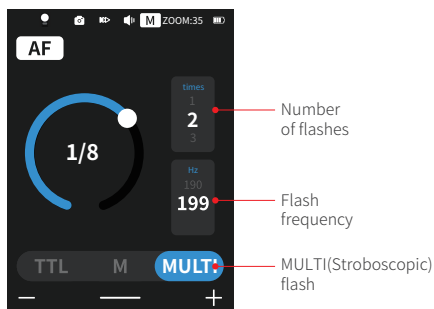 M ZOOM:35
AF
times
1
2
3
Number
of flashes
1/8
Hz
190
199
Flash
frequency
TTL M MULTI
MULTI(Stroboscopic)
flash